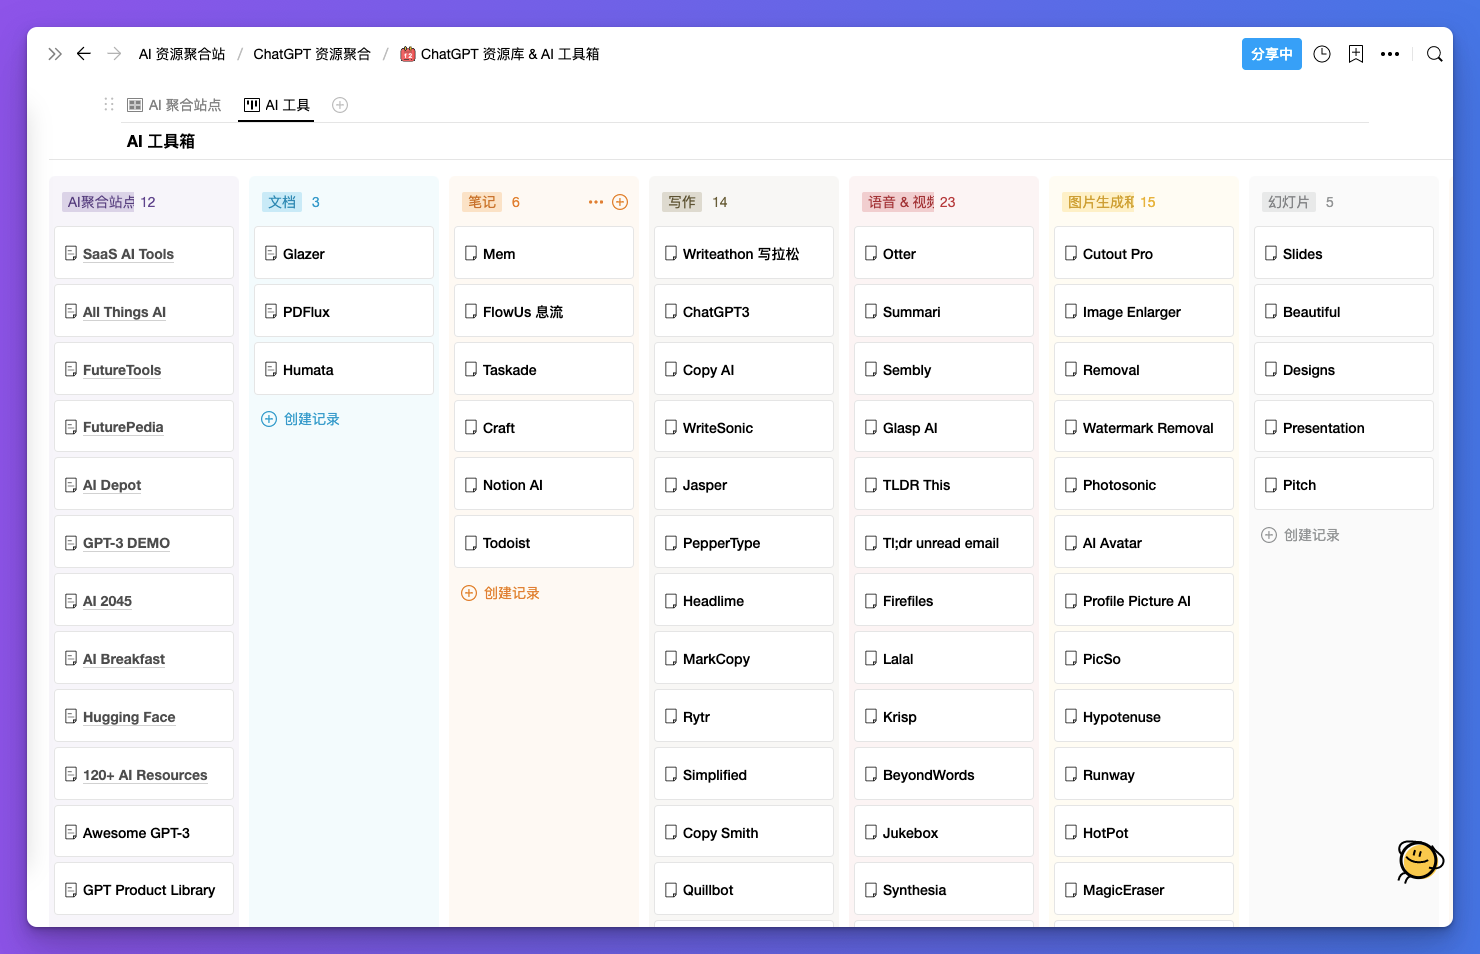 AI 资源聚合站 / ChatGPT 资源聚合 / ChatGPT 资源库 & AI 工具箱
分享中
AI 聚合站点
AI 工具
AI 工具箱
AI聚合站点 12
SaaS AI Tools
All Things AI
FutureTools
FuturePedia
AI Depot
GPT-3 DEMO
AI 2045
AI Breakfast
Hugging Face
120+ AI Resources
Awesome GPT-3
GPT Product Library
文档 3
Glazer
PDFlux
Humata
创建记录
笔记 6
Mem
FlowUs 息流
Taskade
Craft
Notion AI
Todoist
创建记录
写作 14
Writeathon 写拉松
ChatGPT3
Copy AI
WriteSonic
Jasper
PepperType
Headlime
MarkCopy
Rytr
Simplified
Copy Smith
Quillbot
语音 & 视频 23
Otter
Summari
Sembly
Glasp AI
TLDR This
Tl;dr unread email
Firefiles
Lalal
Krisp
BeyondWords
Jukebox
Synthesia
图片生成和 15
Cutout Pro
Image Enlarger
Removal
Watermark Removal
Photosonic
AI Avatar
Profile Picture AI
PicSo
Hypotenuse
Runway
HotPot
MagicEraser
幻灯片 5
Slides
Beautiful
Designs
Presentation
Pitch
创建记录